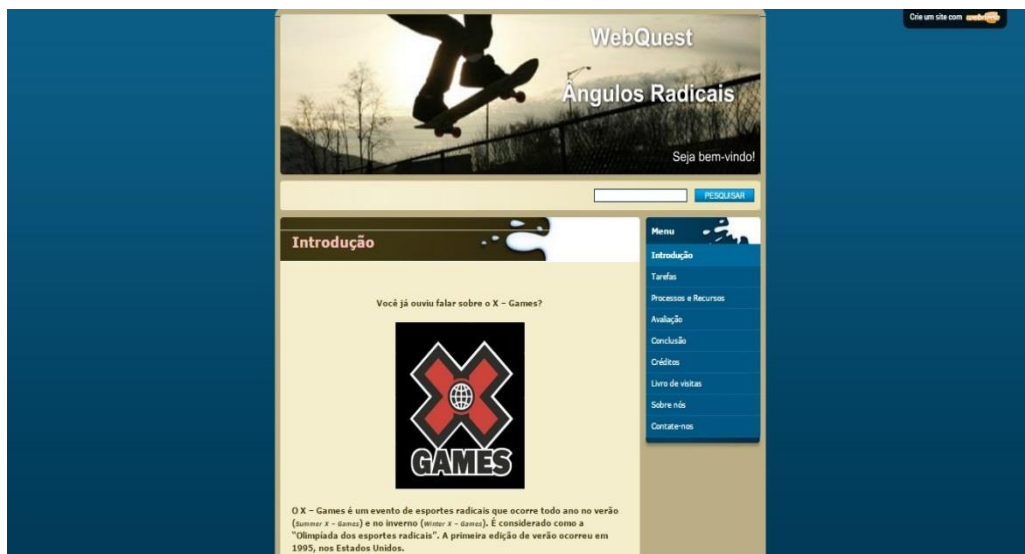 Crie um site com
WebQuest
Ângulos Radicais
Seja bem-vindo!
PESQUISAR
Introdução
Você já ouviu falar sobre o X – Games?
X
GAMES
O X – Games é um evento de esportes radicais que ocorre todo ano no verão
(Summer X – Games) e no inverno (Winter X – Games). É considerado como a
"Olimpíada dos esportes radicais". A primeira edição de verão ocorreu em
1995, nos Estados Unidos.
Menu
Introdução
Tarefas
Processos e Recursos
Avaliação
Conclusão
Créditos
Livro de visitas
Sobre nós
Contate-nos